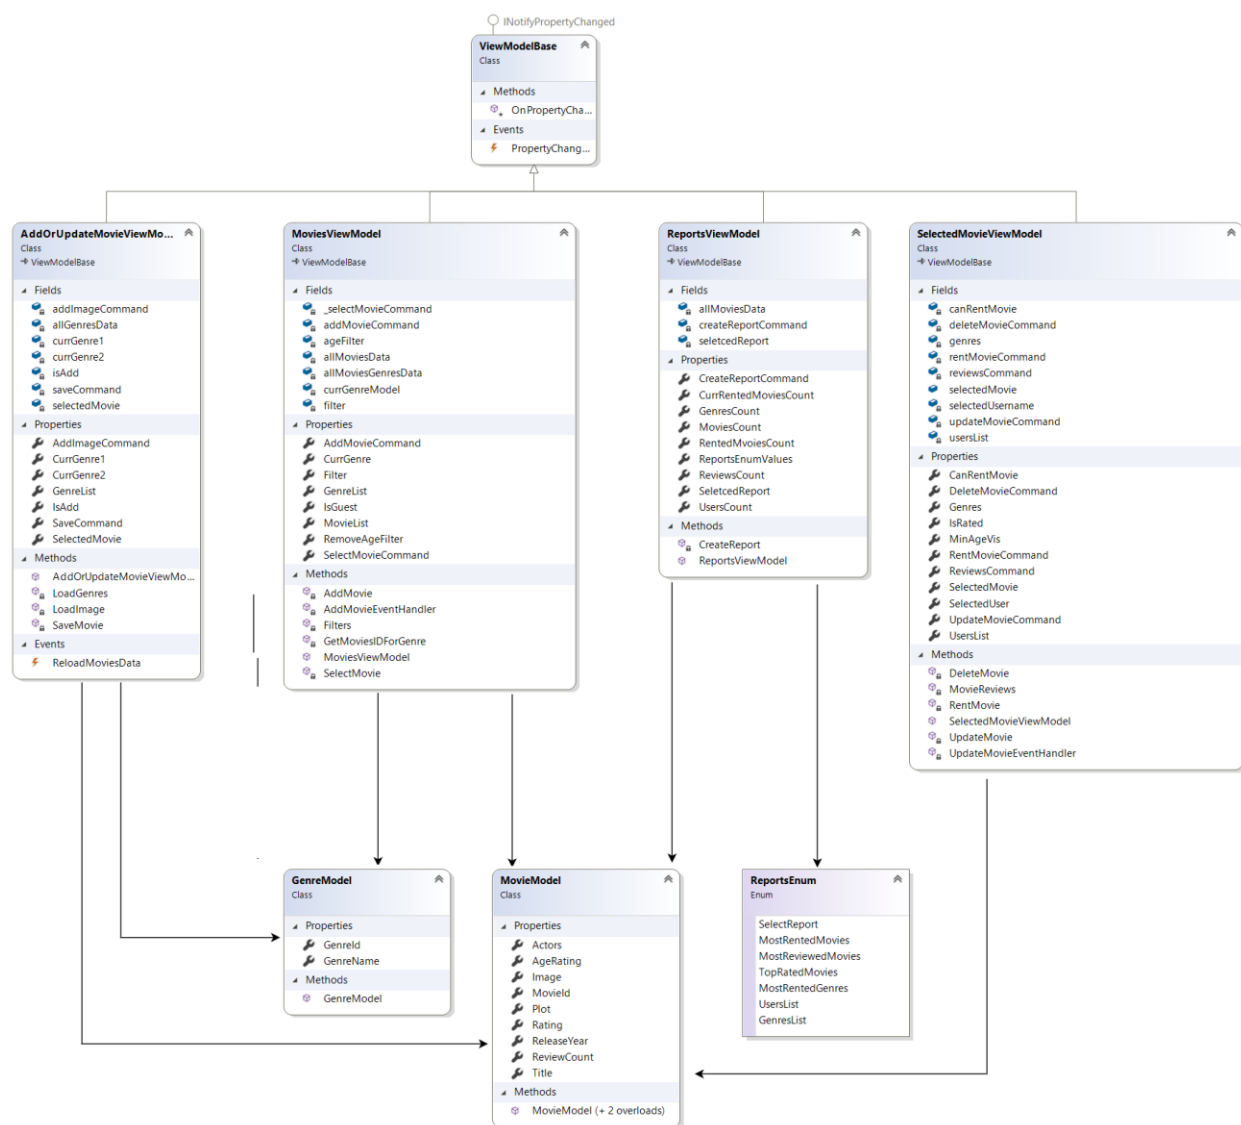 INotifyPropertyChanged
ViewModelBase
Class
Methods
OnPropertyCha...
Events
PropertyChang...
AddOrUpdateMovieViewMo...
Class
ViewModelBase
Fields
addImageCommand
allGenresData
currGenre1
currGenre2
isAdd
saveCommand
selectedMovie
Properties
AddImageCommand
CurrGenre1
CurrGenre2
GenreList
IsAdd
SaveCommand
SelectedMovie
Methods
AddOrUpdateMovieViewMo...
LoadGenres
LoadImage
SaveMovie
Events
ReloadMoviesData
MoviesViewModel
Class
ViewModelBase
Fields
_selectMovieCommand
addMovieCommand
ageFilter
allMoviesData
allMoviesGenresData
currGenreModel
filter
Properties
AddMovieCommand
CurrGenre
Filter
GenreList
IsGuest
MovieList
RemoveAgeFilter
SelectMovieCommand
Methods
AddMovie
AddMovieEventHandler
Filters
GetMoviesIDForGenre
MoviesViewModel
SelectMovie
ReportsViewModel
Class
ViewModelBase
Fields
allMoviesData
createReportCommand
seletcedReport
Properties
CreateReportCommand
CurrRentedMoviesCount
GenresCount
MoviesCount
RentedMvoiesCount
ReportsEnumValues
ReviewsCount
SeletcedReport
UsersCount
Methods
CreateReport
ReportsViewModel
SelectedMovieViewModel
Class
ViewModelBase
Fields
canRentMovie
deleteMovieCommand
genres
rentMovieCommand
reviewsCommand
selectedMovie
selectedUsername
updateMovieCommand
usersList
Properties
CanRentMovie
DeleteMovieCommand
Genres
IsRated
MinAgeVis
RentMovieCommand
ReviewsCommand
SelectedMovie
SelectedUser
UpdateMovieCommand
UsersList
Methods
DeleteMovie
MovieReviews
RentMovie
SelectedMovieViewModel
UpdateMovie
UpdateMovieEventHandler
GenreModel
Class
Properties
GenreId
GenreName
Methods
GenreModel
MovieModel
Class
Properties
Actors
AgeRating
Image
MovieId
Plot
Rating
ReleaseYear
ReviewCount
Title
Methods
MovieModel (+ 2 overloads)
ReportsEnum
Enum
SelectReport
MostRentedMovies
MostReviewedMovies
TopRatedMovies
MostRentedGenres
UsersList
GenresList